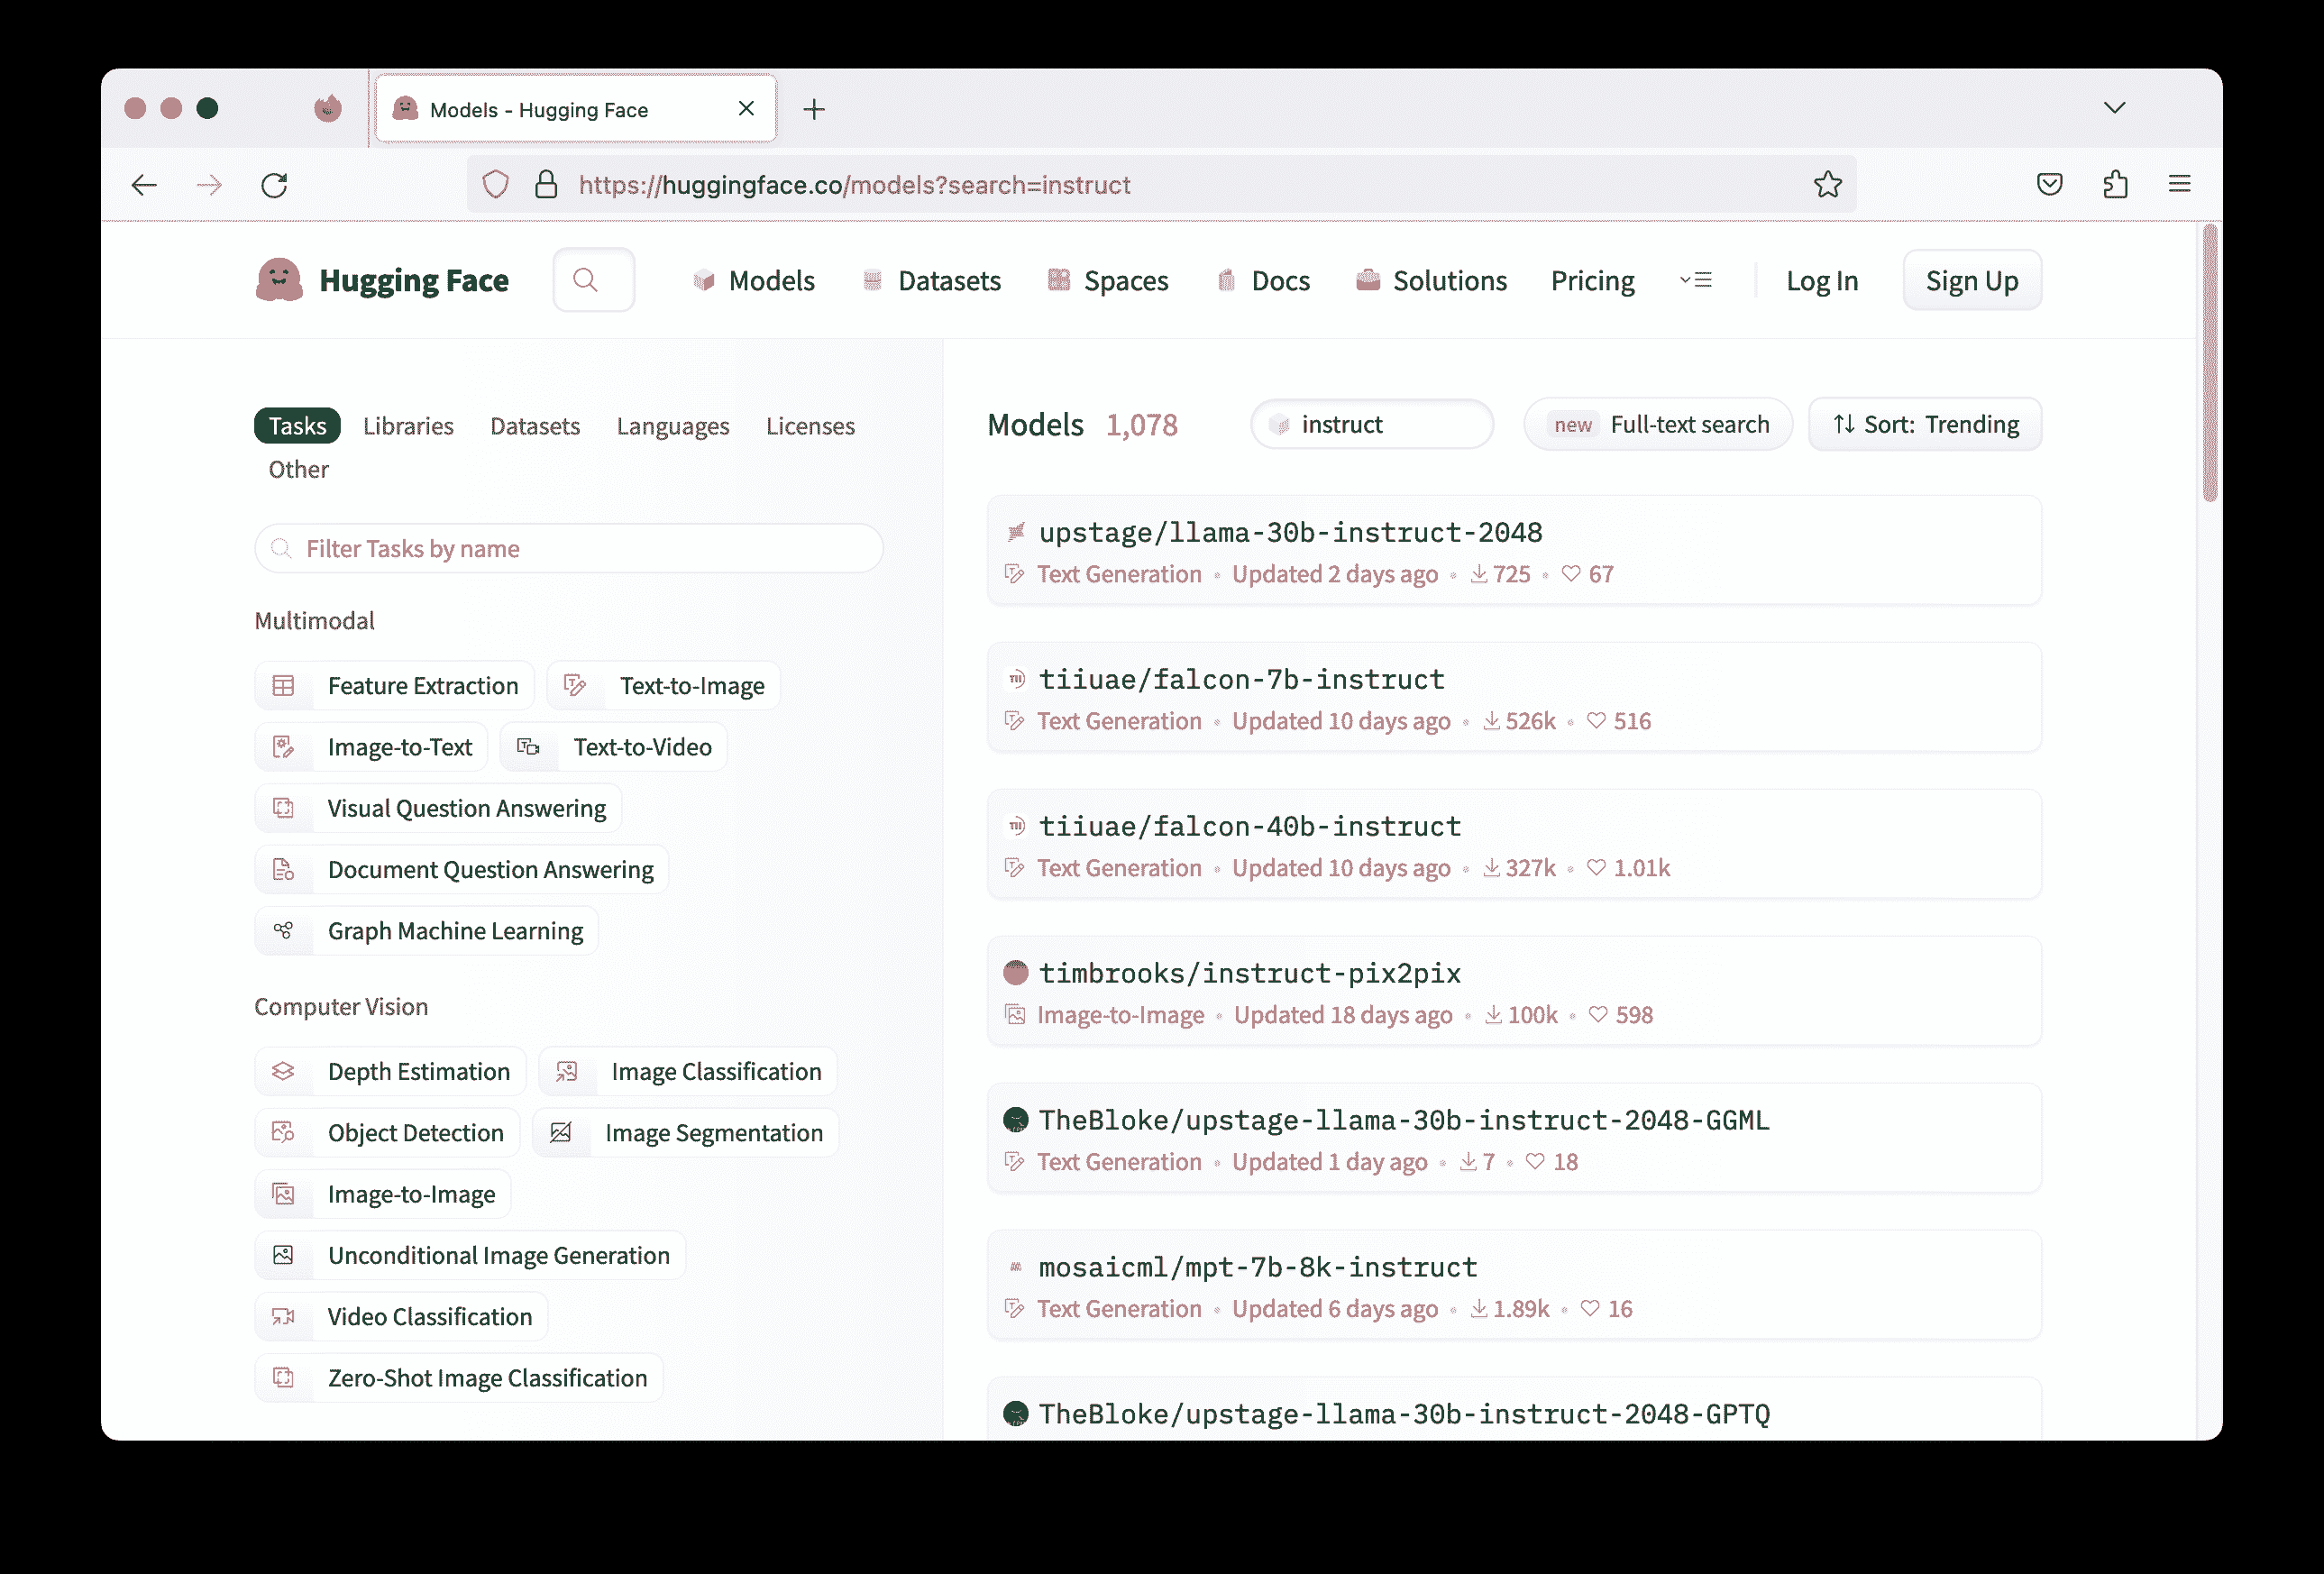 Models - Hugging Face
https://huggingface.co/models?search=instruct
Hugging Face
Models
Datasets
Spaces
Docs
Solutions
Pricing
Log In
Sign Up
Tasks
Libraries
Datasets
Languages
Licenses
Other
Filter Tasks by name
Multimodal
Feature Extraction
Text-to-Image
Image-to-Text
Text-to-Video
Visual Question Answering
Document Question Answering
Graph Machine Learning
Computer Vision
Depth Estimation
Image Classification
Object Detection
Image Segmentation
Image-to-Image
Unconditional Image Generation
Video Classification
Zero-Shot Image Classification
Models 1,078
instruct
new Full-text search
Sort: Trending
upstage/llama-30b-instruct-2048
Text Generation • Updated 2 days ago • 725 • 67
tiiuae/falcon-7b-instruct
Text Generation • Updated 10 days ago • 526k • 516
tiiuae/falcon-40b-instruct
Text Generation • Updated 10 days ago • 327k • 1.01k
timbrooks/instruct-pix2pix
Image-to-Image • Updated 18 days ago • 100k • 598
TheBloke/upstage-llama-30b-instruct-2048-GGML
Text Generation • Updated 1 day ago • 7 • 18
mosaicml/mpt-7b-8k-instruct
Text Generation • Updated 6 days ago • 1.89k • 16
TheBloke/upstage-llama-30b-instruct-2048-GPTQ